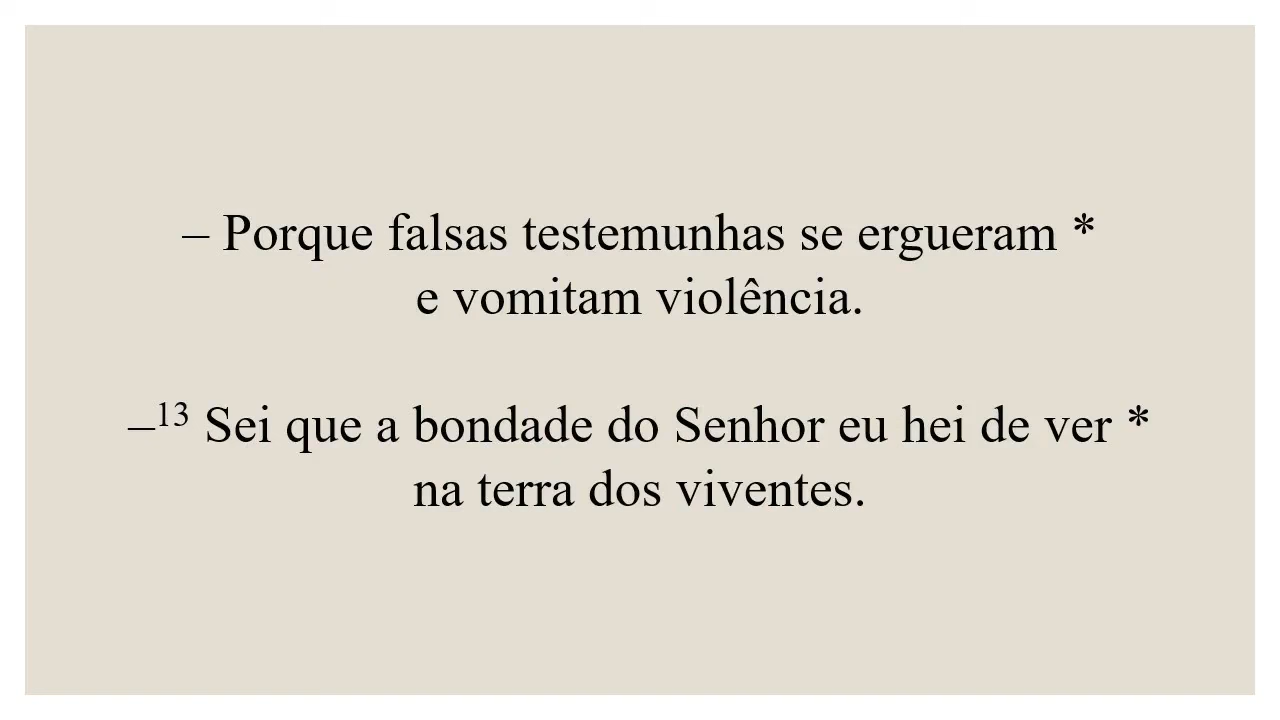 – Porque falsas testemunhas se ergueram *
e vomitam violência.
–¹³ Sei que a bondade do Senhor eu hei de ver *
na terra dos viventes.